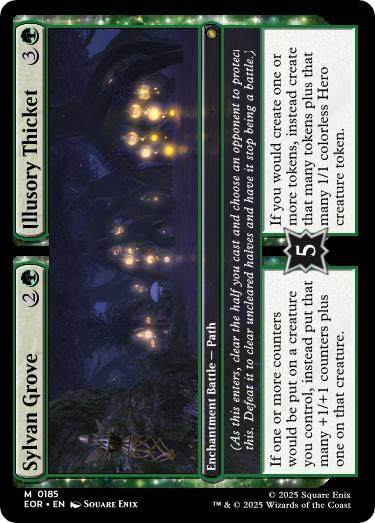 Sylvan Grove 2
Illusory Thicket 3
Enchantment Battle — Path
(As this enters, clear the half you cast and choose an opponent to protect
this. Defeat it to clear uncleared halves and have it stop being a battle.)
If one or more counters
would be put on a creature
you control, instead put that
many +1/+1 counters plus
one on that creature.
5
If you would create one or
more tokens, instead create
that many tokens plus that
many 1/1 colorless Hero
creature token.
M 0185
EOR • EN SQUARE ENIX
© 2025 Square Enix
™ & © 2025 Wizards of the Coast